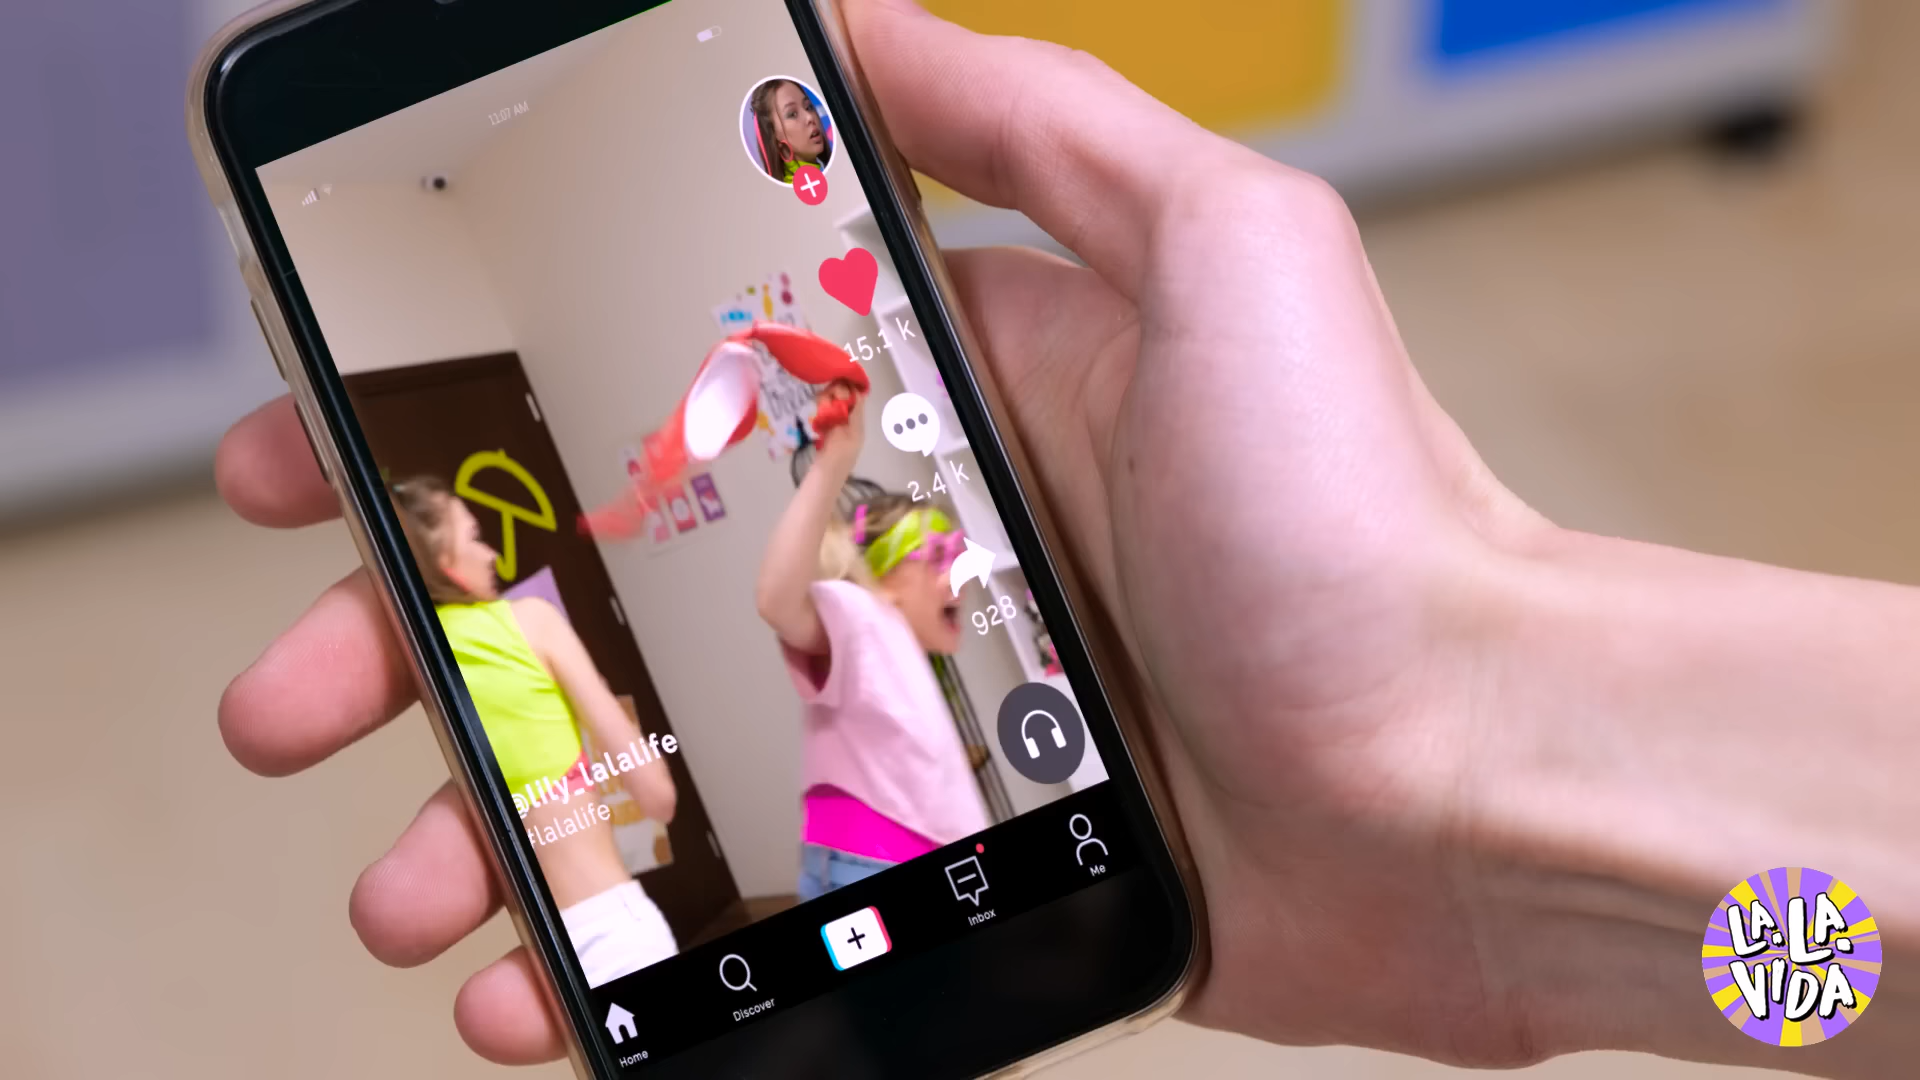 11:07 AM
15,1 k
2,4 k
928
@lily_lalalife
#lalalife
Home
Discover
Inbox
Me
LA LA
VIDA